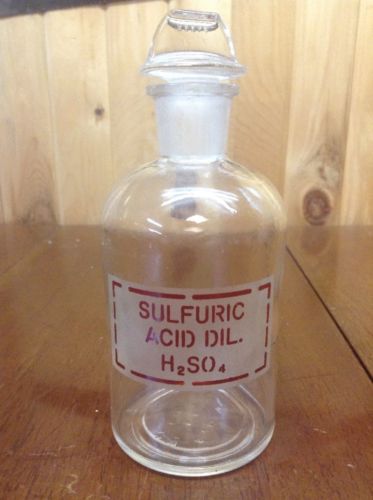 SULFURIC
ACID DIL.
H₂SO₄